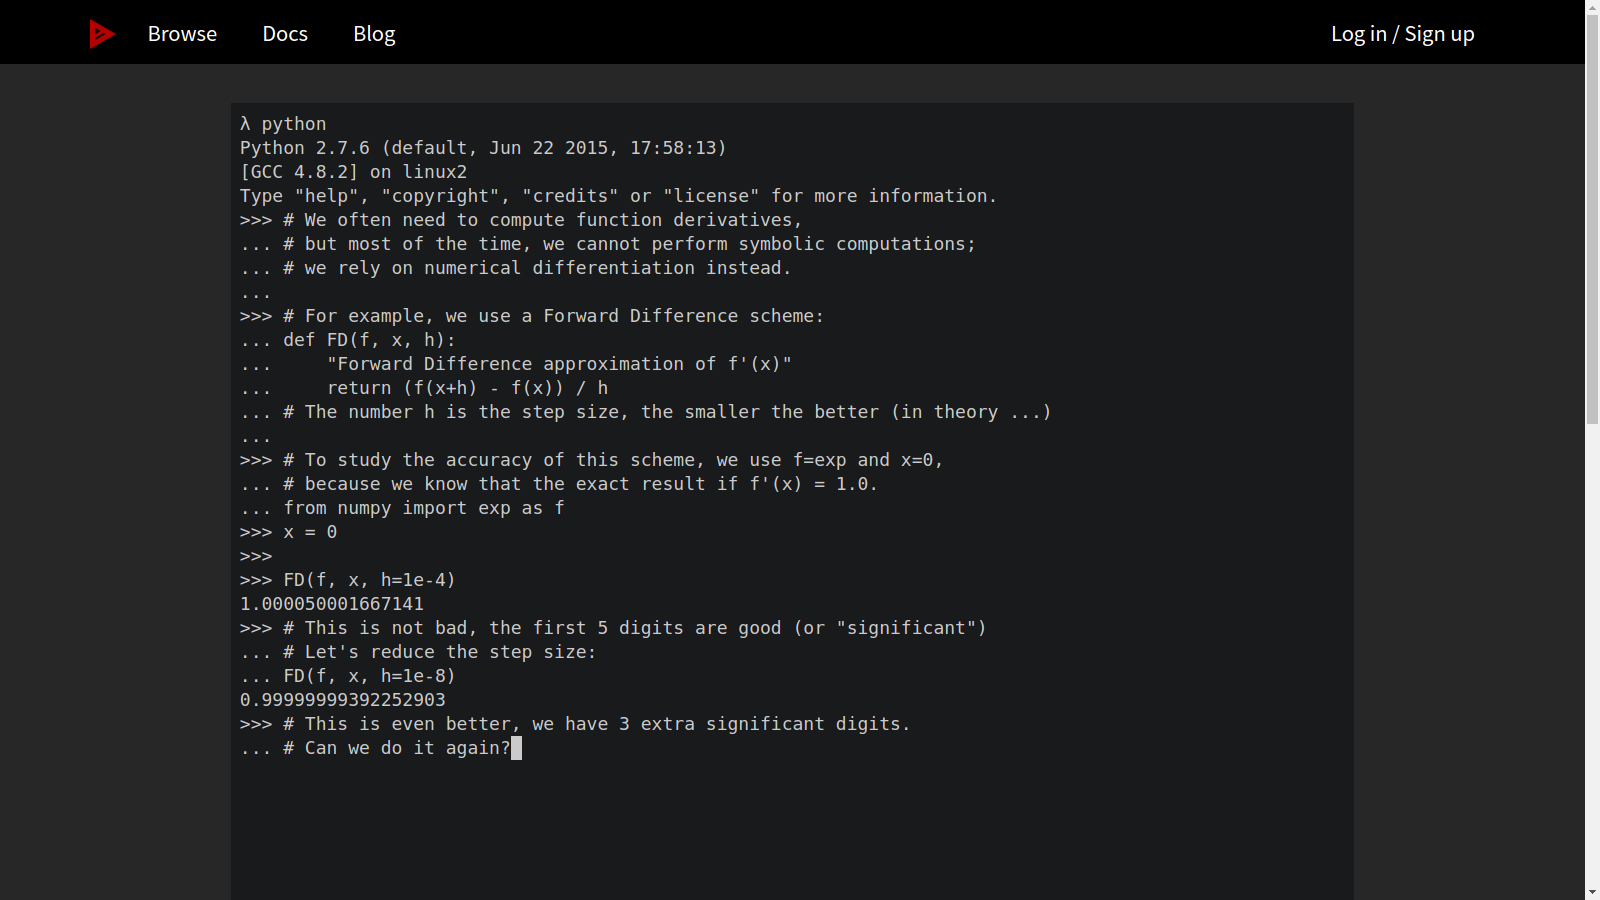 Browse Docs Blog Log in / Sign up
λ python
Python 2.7.6 (default, Jun 22 2015, 17:58:13)
[GCC 4.8.2] on linux2
Type "help", "copyright", "credits" or "license" for more information.
>>> # We often need to compute function derivatives,
... # but most of the time, we cannot perform symbolic computations;
... # we rely on numerical differentiation instead.
...
>>> # For example, we use a Forward Difference scheme:
... def FD(f, x, h):
...     "Forward Difference approximation of f'(x)"
...     return (f(x+h) - f(x)) / h
... # The number h is the step size, the smaller the better (in theory ...)
...
>>> # To study the accuracy of this scheme, we use f=exp and x=0,
... # because we know that the exact result if f'(x) = 1.0.
... from numpy import exp as f
>>> x = 0
>>>
>>> FD(f, x, h=1e-4)
1.000050001667141
>>> # This is not bad, the first 5 digits are good (or "significant")
... # Let's reduce the step size:
... FD(f, x, h=1e-8)
0.99999999392252903
>>> # This is even better, we have 3 extra significant digits.
... # Can we do it again?